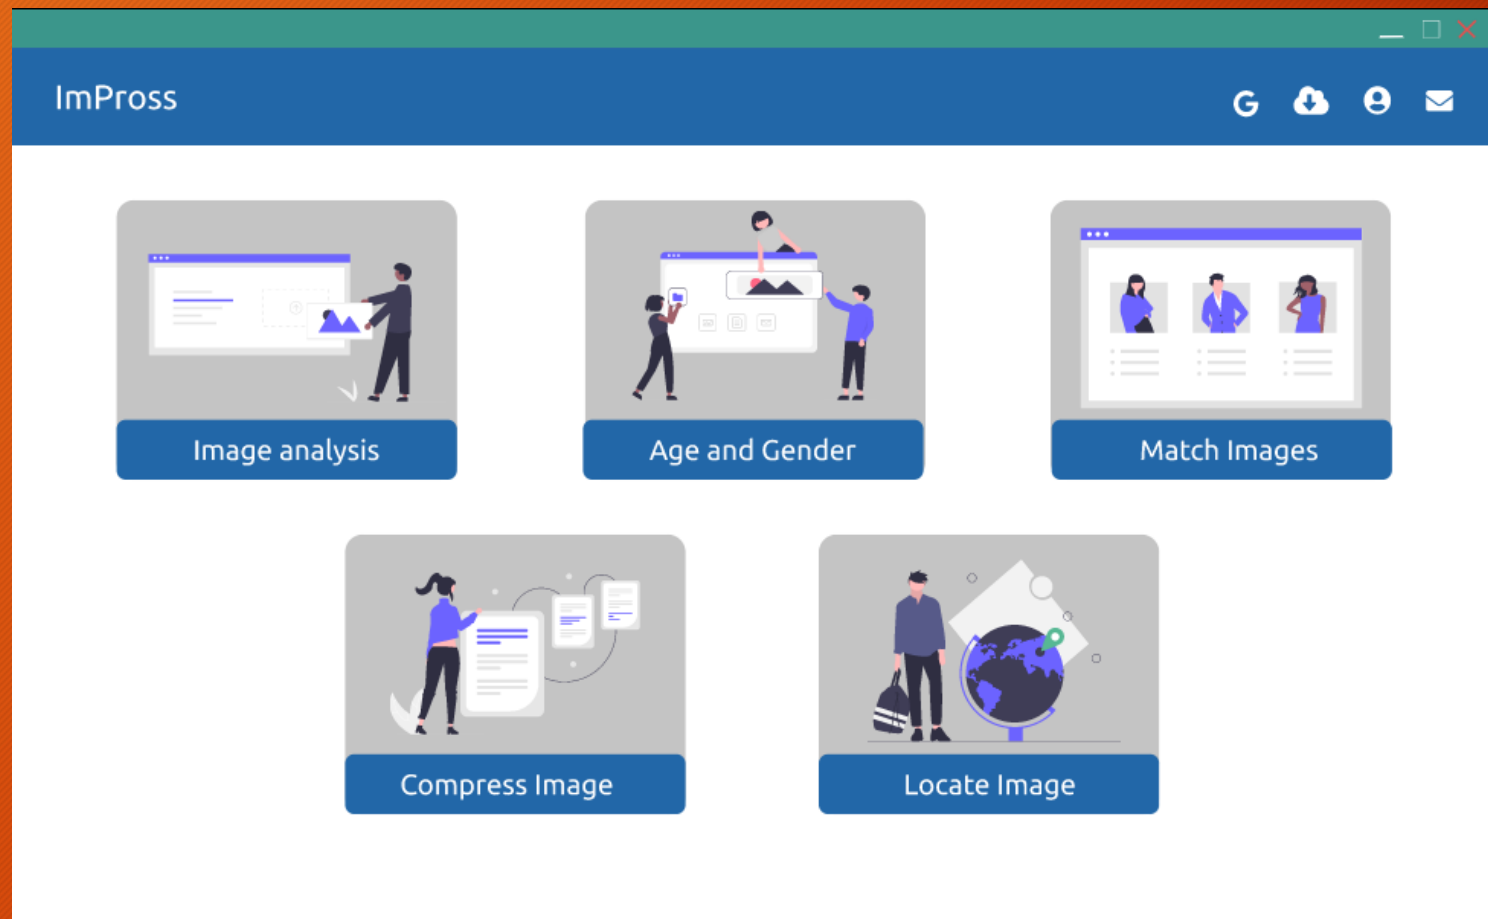 ImPross
G
Image analysis
Age and Gender
Match Images
Compress Image
Locate Image